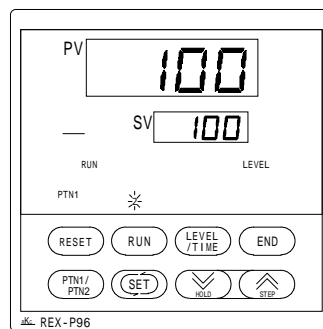 PV 100
SV 100
RUN LEVEL
PTN1
RESET RUN LEVEL/TIME END
PTN1/PTN2 SET HOLD STEP
REX-P96